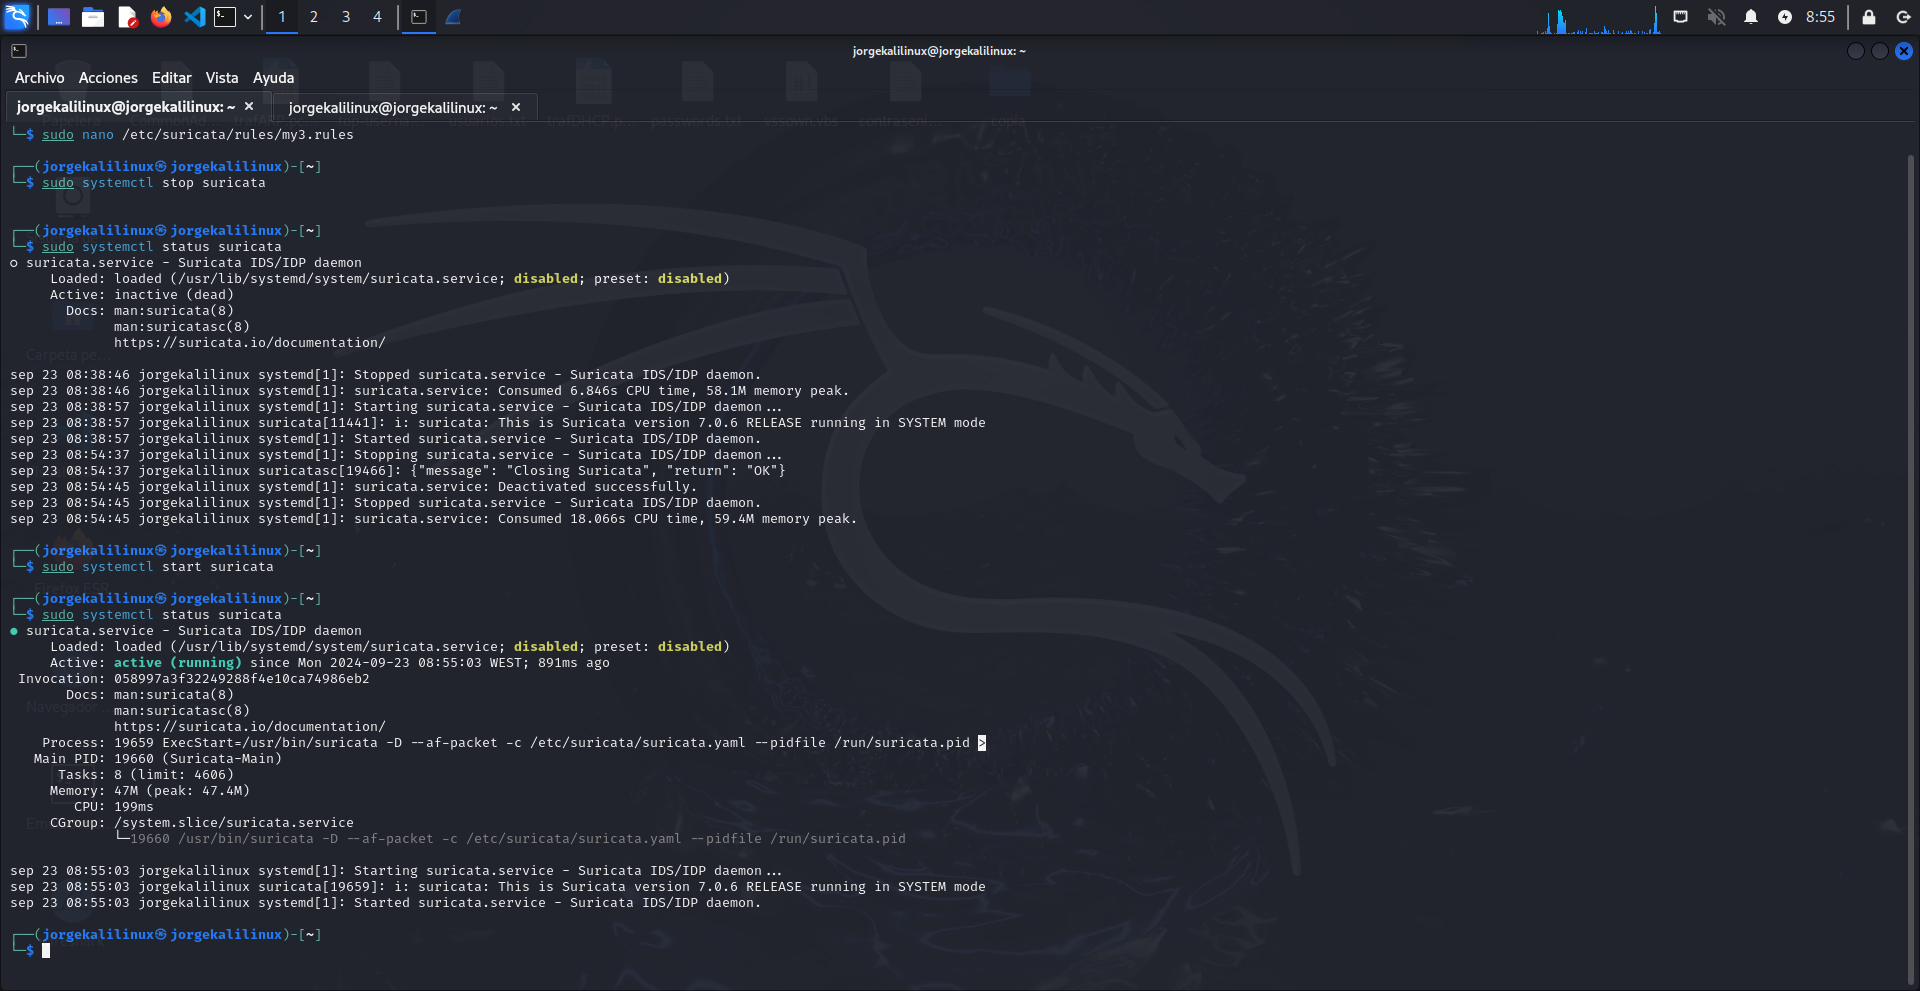 1 2 3 4 8:55
jorgekalilinux@jorgekalilinux: ~
Archivo Acciones Editar Vista Ayuda
jorgekalilinux@jorgekalilinux: ~ × jorgekalilinux@jorgekalilinux: ~ ×
└─$ sudo nano /etc/suricata/rules/my3.rules
┌──(jorgekalilinux㉿jorgekalilinux)-[~]
└─$ sudo systemctl stop suricata
┌──(jorgekalilinux㉿jorgekalilinux)-[~]
└─$ sudo systemctl status suricata
○ suricata.service - Suricata IDS/IDP daemon
Loaded: loaded (/usr/lib/systemd/system/suricata.service; disabled; preset: disabled)
Active: inactive (dead)
Docs: man:suricata(8)
man:suricatasc(8)
https://suricata.io/documentation/
Carpeta pe...
sep 23 08:38:46 jorgekalilinux systemd[1]: Stopped suricata.service - Suricata IDS/IDP daemon.
sep 23 08:38:46 jorgekalilinux systemd[1]: suricata.service: Consumed 6.846s CPU time, 58.1M memory peak.
sep 23 08:38:57 jorgekalilinux systemd[1]: Starting suricata.service - Suricata IDS/IDP daemon...
sep 23 08:38:57 jorgekalilinux suricata[11441]: i: suricata: This is Suricata version 7.0.6 RELEASE running in SYSTEM mode
sep 23 08:38:57 jorgekalilinux systemd[1]: Started suricata.service - Suricata IDS/IDP daemon.
sep 23 08:54:37 jorgekalilinux systemd[1]: Stopping suricata.service - Suricata IDS/IDP daemon...
sep 23 08:54:37 jorgekalilinux suricatasc[19466]: {"message": "Closing Suricata", "return": "OK"}
sep 23 08:54:45 jorgekalilinux systemd[1]: suricata.service: Deactivated successfully.
sep 23 08:54:45 jorgekalilinux systemd[1]: Stopped suricata.service - Suricata IDS/IDP daemon.
sep 23 08:54:45 jorgekalilinux systemd[1]: suricata.service: Consumed 18.066s CPU time, 59.4M memory peak.
┌──(jorgekalilinux㉿jorgekalilinux)-[~]
└─$ sudo systemctl start suricata
Firefox ESR
┌──(jorgekalilinux㉿jorgekalilinux)-[~]
└─$ sudo systemctl status suricata
● suricata.service - Suricata IDS/IDP daemon
Loaded: loaded (/usr/lib/systemd/system/suricata.service; disabled; preset: disabled)
Active: active (running) since Mon 2024-09-23 08:55:03 WEST; 891ms ago
Invocation: 058997a3f32249288f4e10ca74986eb2
Docs: man:suricata(8)
man:suricatasc(8)
Navegador ...
https://suricata.io/documentation/
Process: 19659 ExecStart=/usr/bin/suricata -D --af-packet -c /etc/suricata/suricata.yaml --pidfile /run/suricata.pid >
Main PID: 19660 (Suricata-Main)
Tasks: 8 (limit: 4606)
Memory: 47M (peak: 47.4M)
CPU: 199ms
CGroup: /system.slice/suricata.service
└─19660 /usr/bin/suricata -D --af-packet -c /etc/suricata/suricata.yaml --pidfile /run/suricata.pid
sep 23 08:55:03 jorgekalilinux systemd[1]: Starting suricata.service - Suricata IDS/IDP daemon...
sep 23 08:55:03 jorgekalilinux suricata[19659]: i: suricata: This is Suricata version 7.0.6 RELEASE running in SYSTEM mode
sep 23 08:55:03 jorgekalilinux systemd[1]: Started suricata.service - Suricata IDS/IDP daemon.
┌──(jorgekalilinux㉿jorgekalilinux)-[~]
└─$